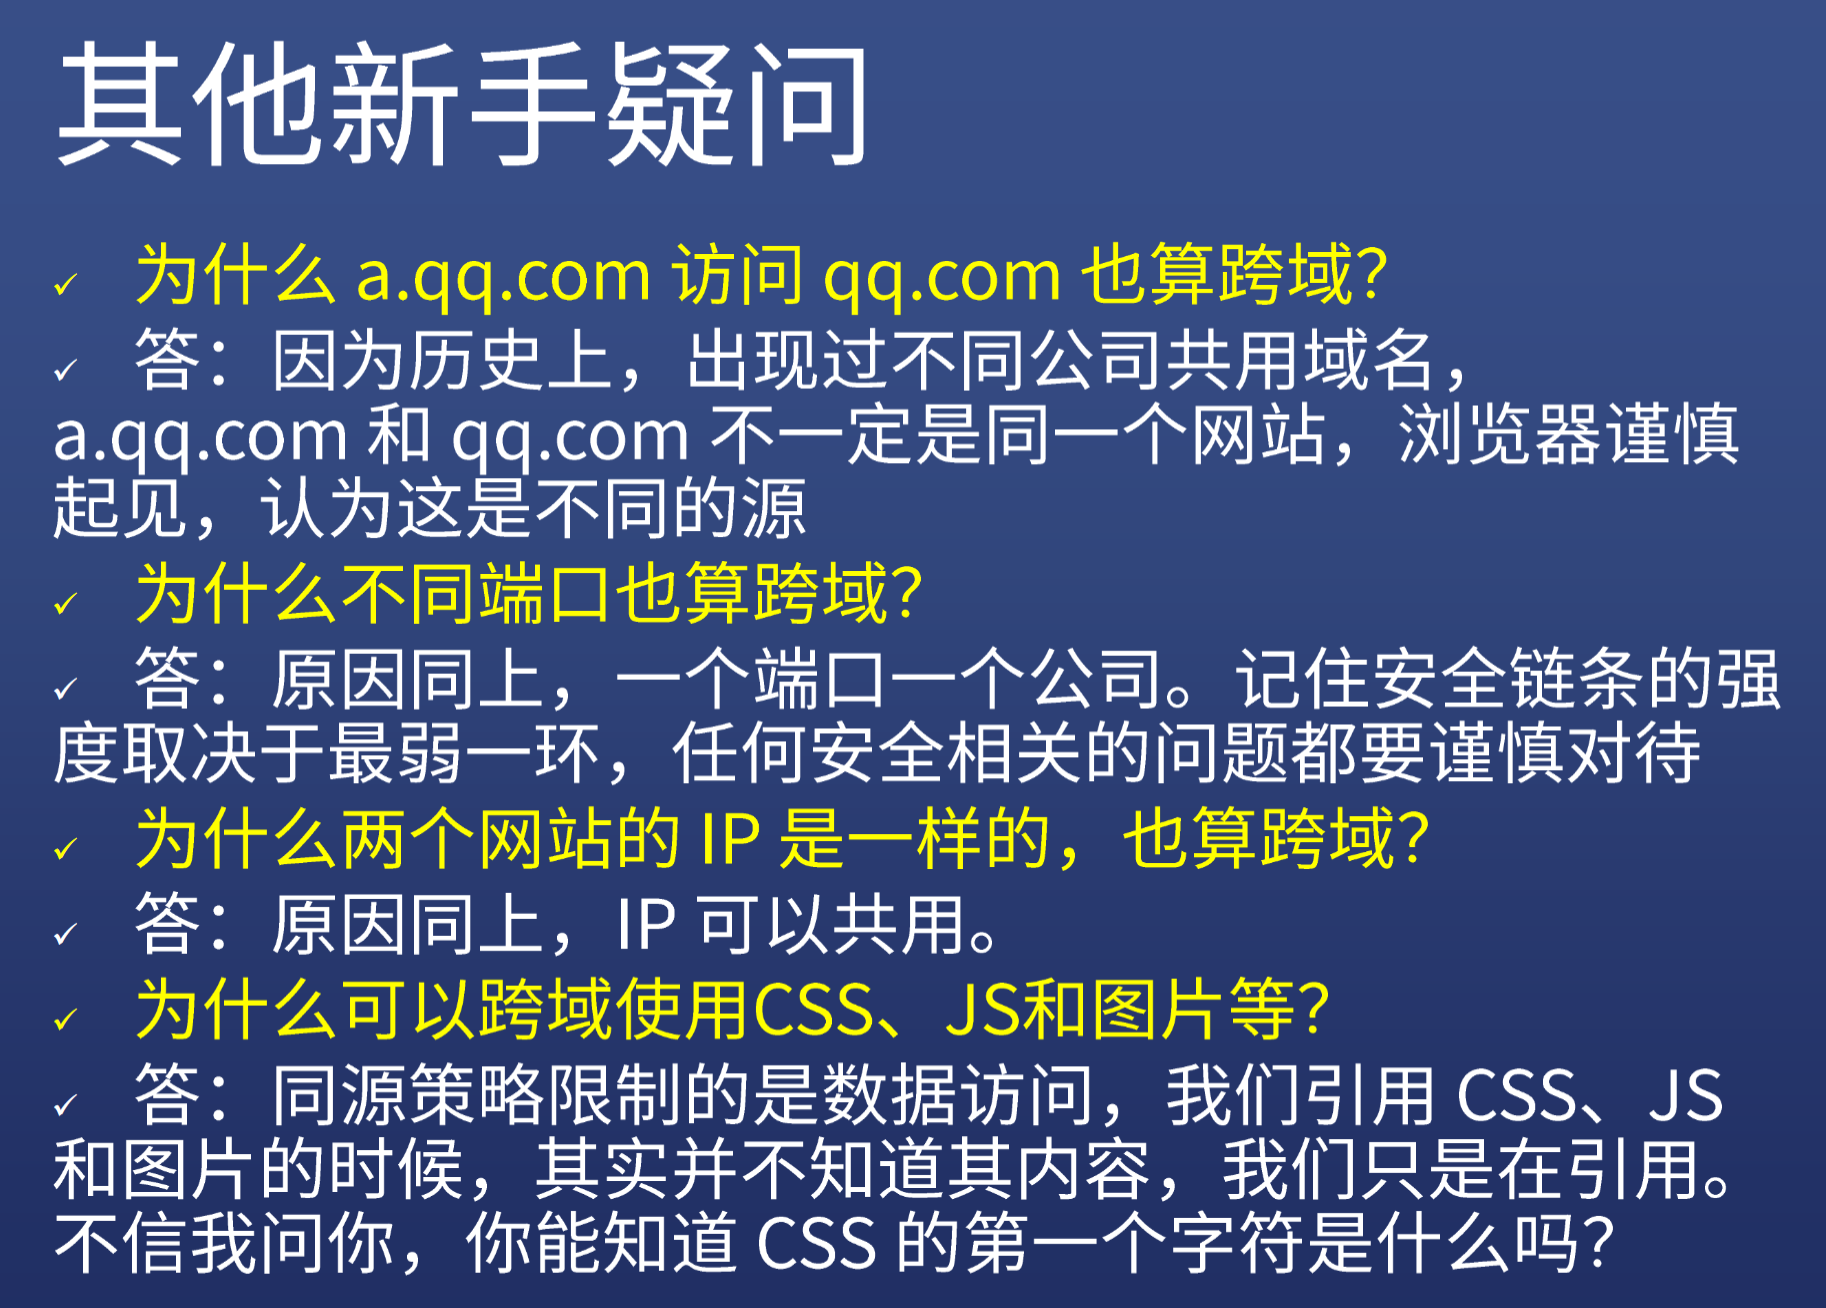 其他新手疑问
✓ 为什么 a.qq.com 访问 qq.com 也算跨域？
✓ 答：因为历史上，出现过不同公司共用域名，
a.qq.com 和 qq.com 不一定是同一个网站，浏览器谨慎
起见，认为这是不同的源
✓ 为什么不同端口也算跨域？
✓ 答：原因同上，一个端口一个公司。记住安全链条的强
度取决于最弱一环，任何安全相关的问题都要谨慎对待
✓ 为什么两个网站的 IP 是一样的，也算跨域？
✓ 答：原因同上，IP 可以共用。
✓ 为什么可以跨域使用CSS、JS和图片等？
✓ 答：同源策略限制的是数据访问，我们引用 CSS、JS
和图片的时候，其实并不知道其内容，我们只是在引用。
不信我问你，你能知道 CSS 的第一个字符是什么吗？